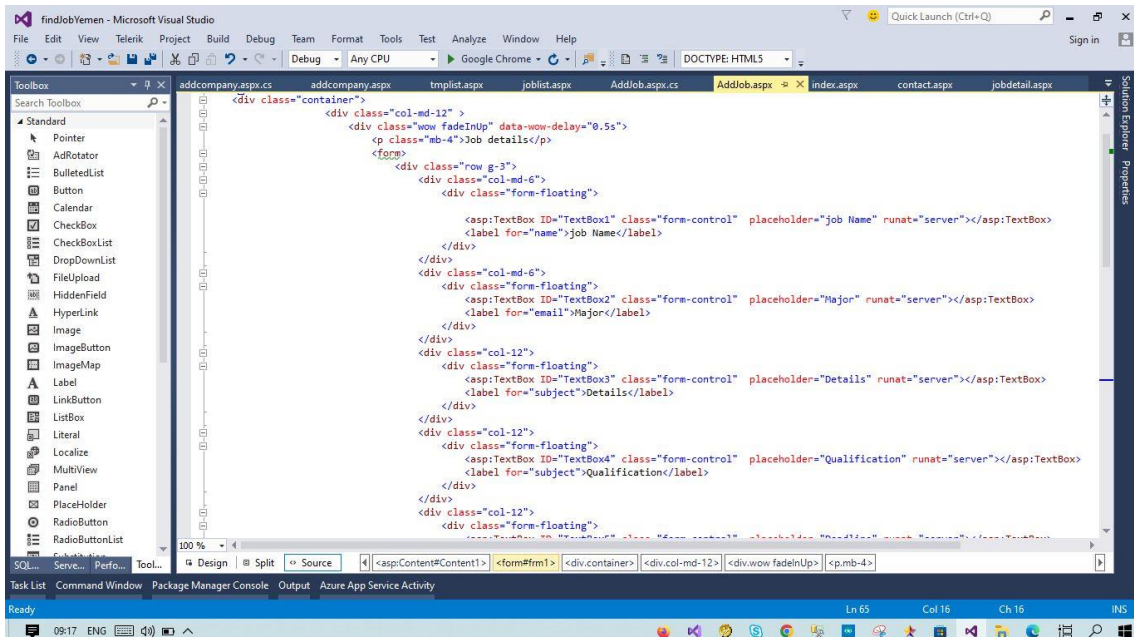 findJobYemen - Microsoft Visual Studio
Quick Launch (Ctrl+Q)
File Edit View Telerik Project Build Debug Team Format Tools Test Analyze Window Help
Sign in
Debug Any CPU Google Chrome DOCTYPE: HTML5
Toolbox
addcompany.aspx.cs addcompany.aspx tmplist.aspx joblist.aspx AddJob.aspx.cs AddJob.aspx index.aspx contact.aspx jobdetail.aspx
Search Toolbox
Standard
Pointer
AdRotator
BulletedList
Button
Calendar
CheckBox
CheckBoxList
DropDownList
FileUpload
HiddenField
HyperLink
Image
ImageButton
ImageMap
Label
LinkButton
ListBox
Literal
Localize
MultiView
Panel
PlaceHolder
RadioButton
RadioButtonList
<div class="container">
<div class="col-md-12" >
<div class="wow fadeInUp" data-wow-delay="0.5s">
<p class="mb-4">Job details</p>
<form>
<div class="row g-3">
<div class="col-md-6">
<div class="form-floating">
<asp:TextBox ID="TextBox1" class="form-control" placeholder="job Name" runat="server"></asp:TextBox>
<label for="name">job Name</label>
</div>
</div>
<div class="col-md-6">
<div class="form-floating">
<asp:TextBox ID="TextBox2" class="form-control" placeholder="Major" runat="server"></asp:TextBox>
<label for="email">Major</label>
</div>
</div>
<div class="col-12">
<div class="form-floating">
<asp:TextBox ID="TextBox3" class="form-control" placeholder="Details" runat="server"></asp:TextBox>
<label for="subject">Details</label>
</div>
</div>
<div class="col-12">
<div class="form-floating">
<asp:TextBox ID="TextBox4" class="form-control" placeholder="Qualification" runat="server"></asp:TextBox>
<label for="subject">Qualification</label>
</div>
</div>
<div class="col-12">
<div class="form-floating">
Solution Explorer
Properties
100 %
SQL... Serve... Perfo... Tool...
Design Split Source <asp:Content#Content1> <form#frm1> <div.container> <div.col-md-12> <div.wow fadeInUp> <p.mb-4>
Task List Command Window Package Manager Console Output Azure App Service Activity
Ready Ln 65 Col 16 Ch 16 INS
09:17 ENG